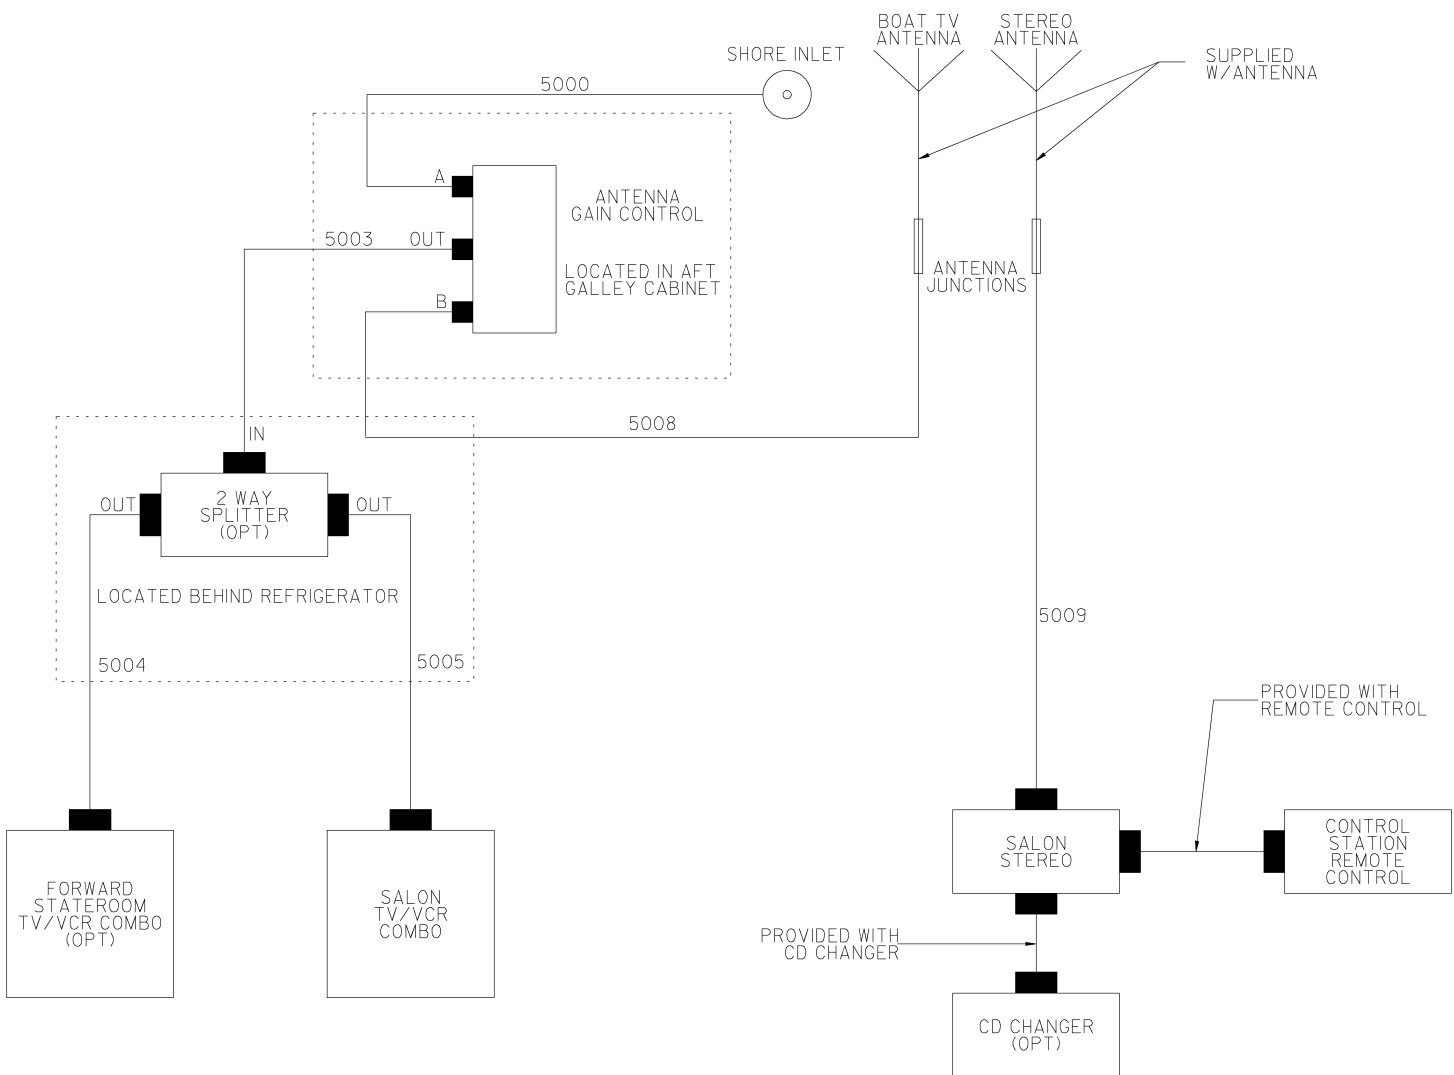 BOAT TV
ANTENNA
STEREO
ANTENNA
SHORE INLET
SUPPLIED
W/ANTENNA
5000
A
ANTENNA
GAIN CONTROL
5003
OUT
LOCATED IN AFT
GALLEY CABINET
B
ANTENNA
JUNCTIONS
5008
IN
OUT
2 WAY
SPLITTER
(OPT)
OUT
LOCATED BEHIND REFRIGERATOR
5004
5005
5009
PROVIDED WITH
REMOTE CONTROL
FORWARD
STATEROOM
TV/VCR COMBO
(OPT)
SALON
TV/VCR
COMBO
SALON
STEREO
CONTROL
STATION
REMOTE
CONTROL
PROVIDED WITH
CD CHANGER
CD CHANGER
(OPT)